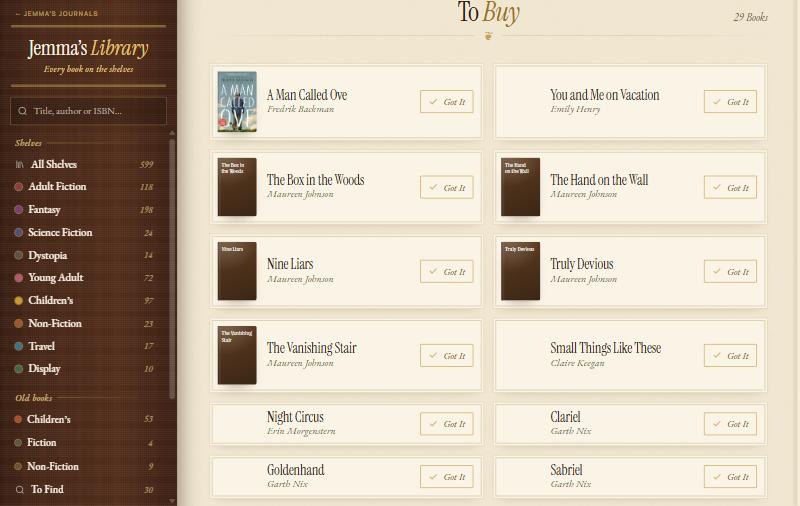 ← JEMMA'S JOURNALS
Jemma's Library
Every book on the shelves
Title, author or ISBN...
Shelves
All Shelves 599
Adult Fiction 118
Fantasy 198
Science Fiction 24
Dystopia 14
Young Adult 72
Children's 97
Non-Fiction 23
Travel 17
Display 10
Old books
Children's 53
Fiction 4
Non-Fiction 9
To Find 30
To Buy
29 Books
A MAN
CALLED
OVE
A Man Called Ove
Fredrik Backman
Got It
You and Me on Vacation
Emily Henry
Got It
The Box in
the Woods
The Box in the Woods
Maureen Johnson
Got It
The Hand
on the Wall
The Hand on the Wall
Maureen Johnson
Got It
Nine Liars
Nine Liars
Maureen Johnson
Got It
Truly Devious
Truly Devious
Maureen Johnson
Got It
The Vanishing
Stair
The Vanishing Stair
Maureen Johnson
Got It
Small Things Like These
Claire Keegan
Got It
Night Circus
Erin Morgenstern
Got It
Clariel
Garth Nix
Got It
Goldenhand
Garth Nix
Got It
Sabriel
Garth Nix
Got It